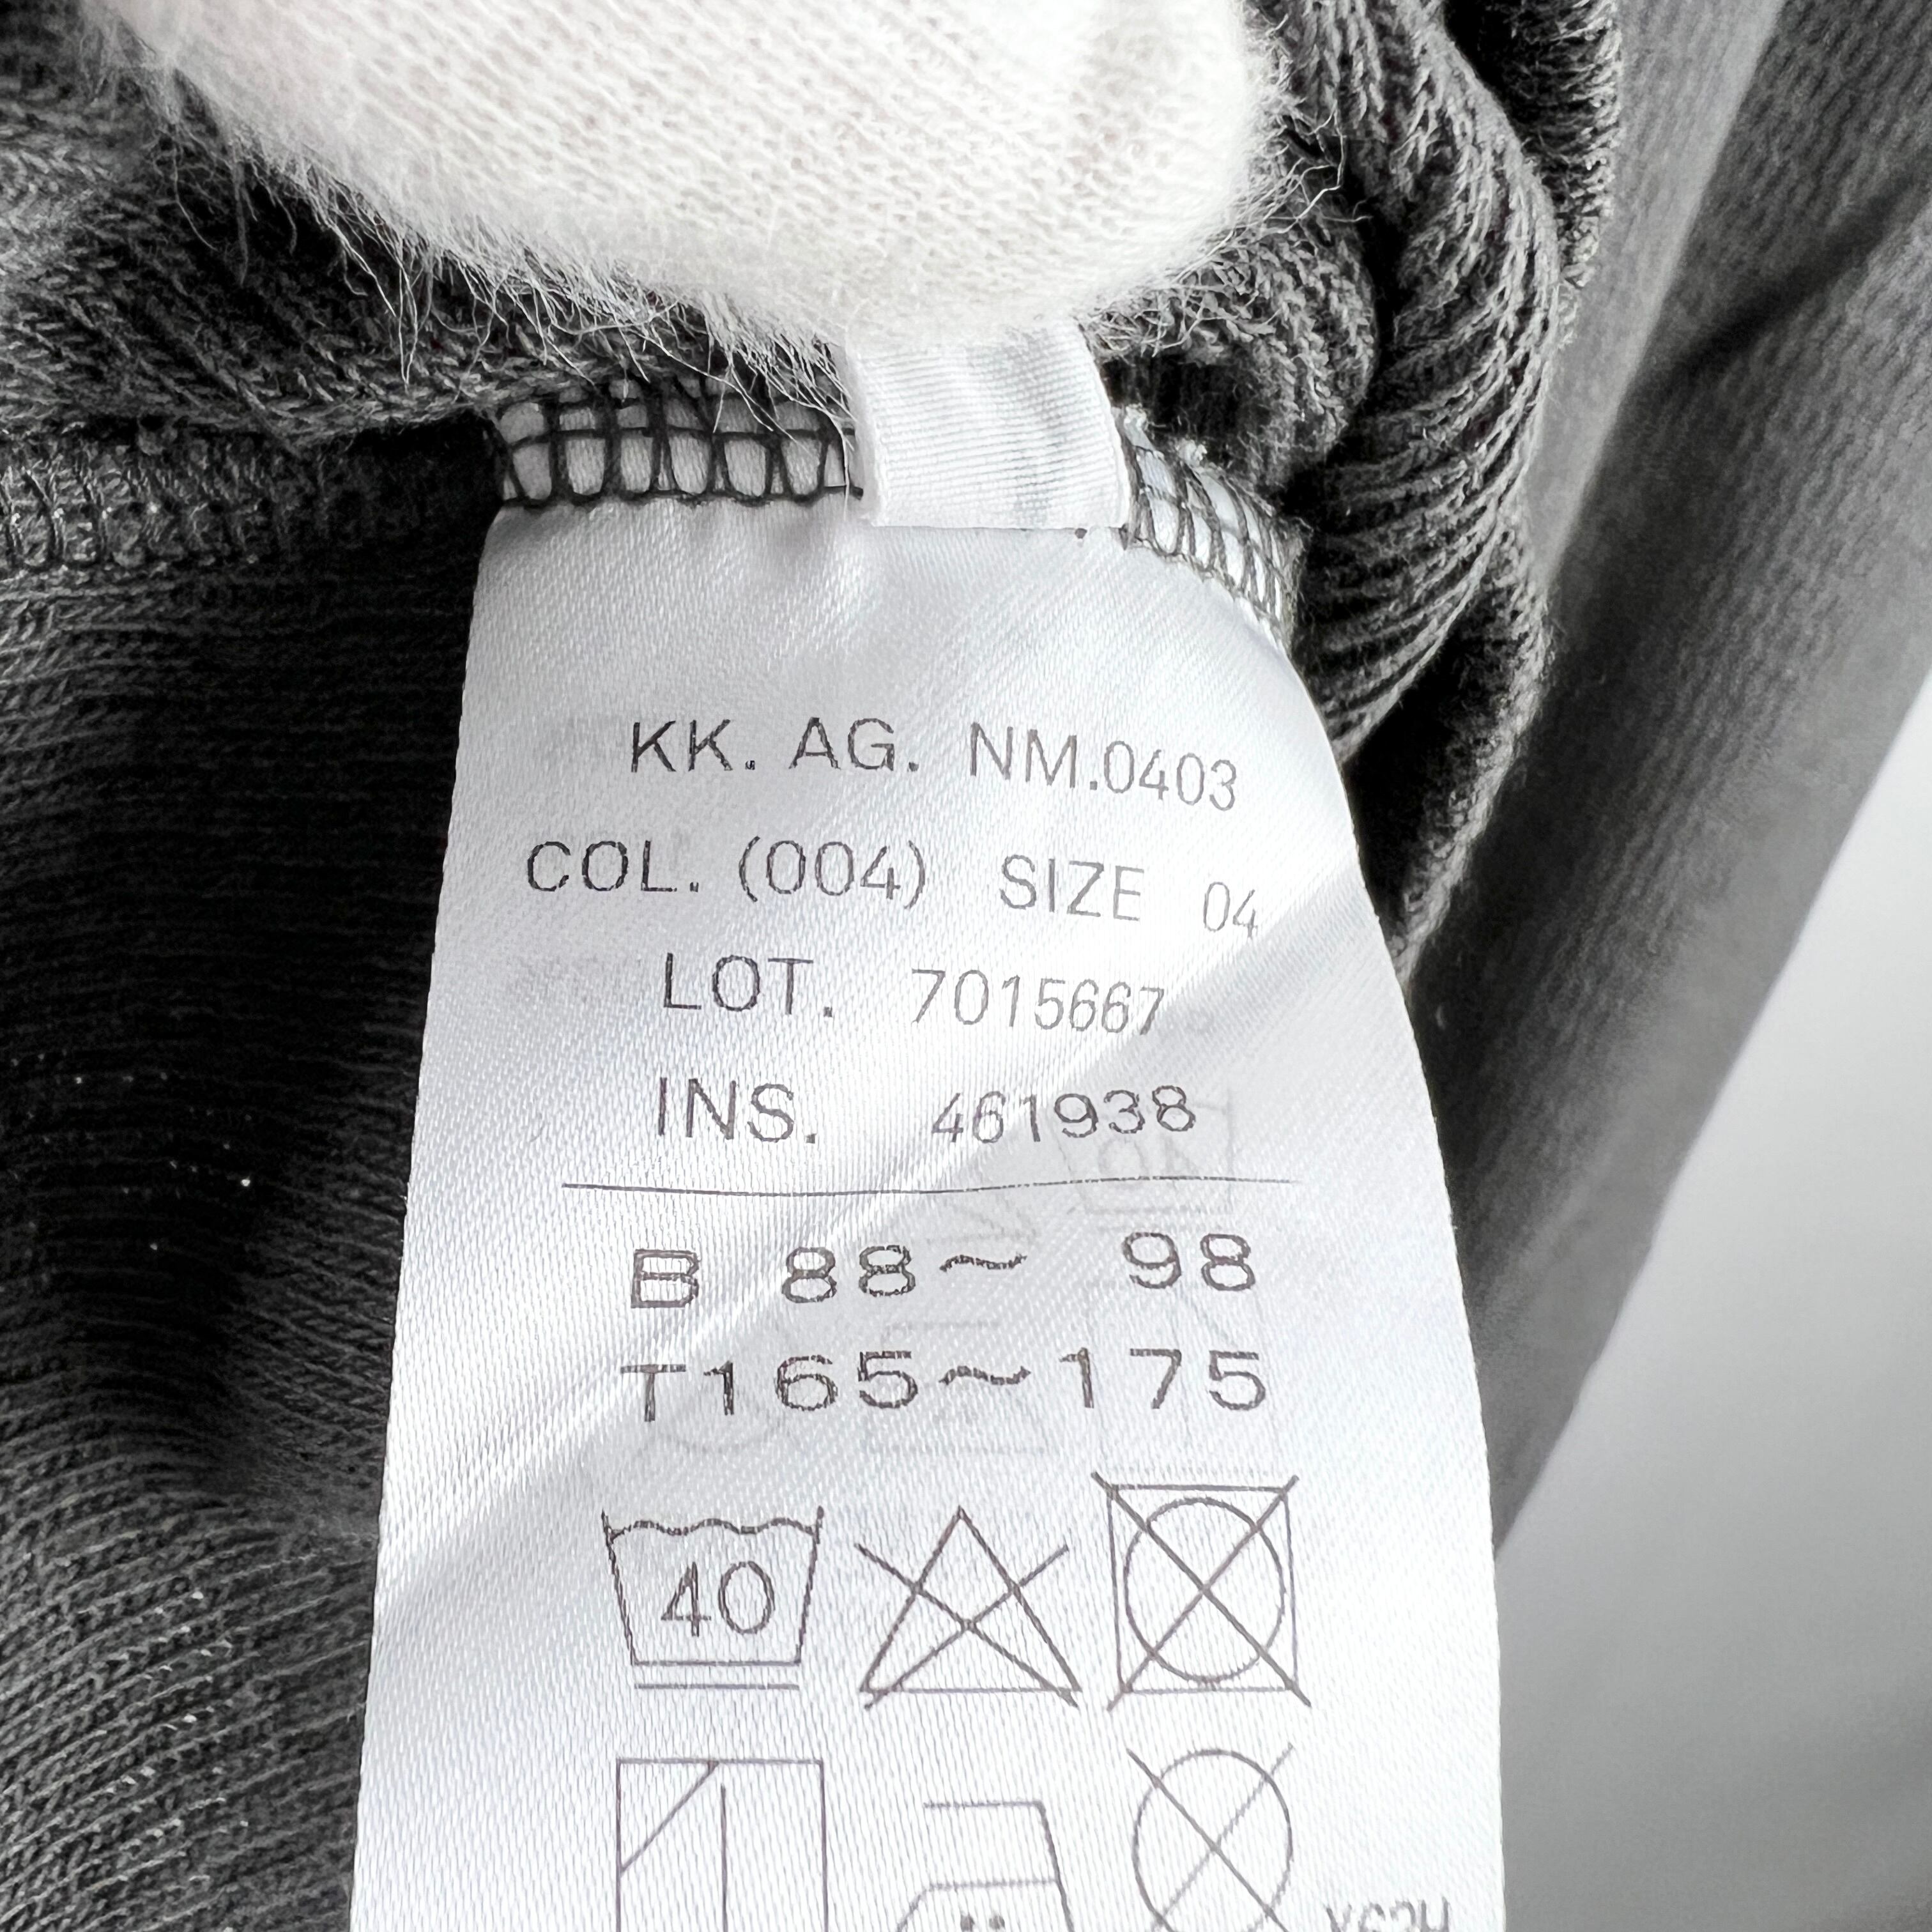 KK. AG. NM.0403
COL. (004) SIZE 04
LOT. 7015667
INS. 461938
B 88~ 98
T165~175
40